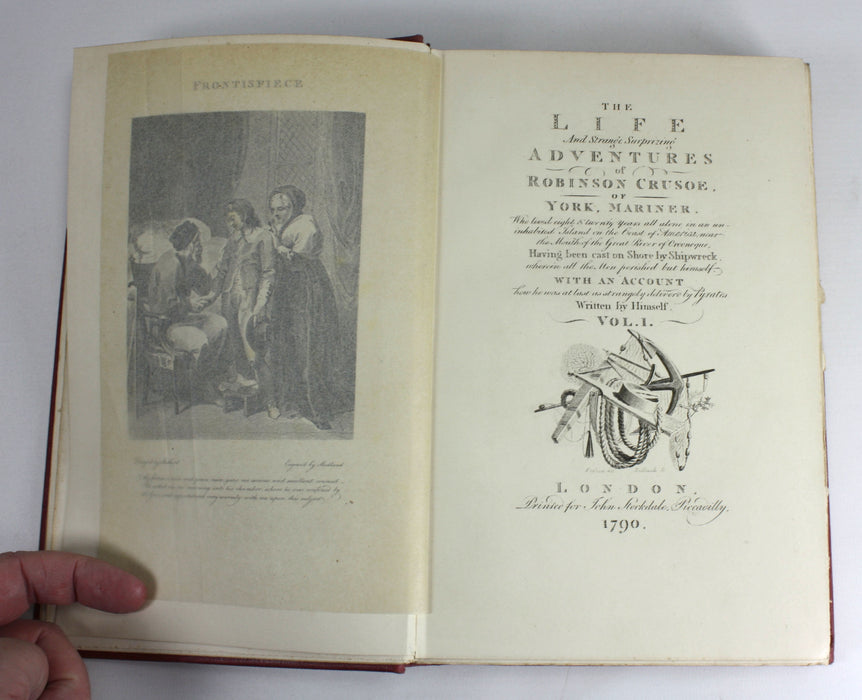 FRONTISPIECE
Engraved by Medland
THE
LIFE
And Strange Surprizing
ADVENTURES
of
ROBINSON CRUSOE,
OF
YORK, MARINER.
Who lived eight & twenty Years all alone in an un-
inhabited Island on the Coast of AMERICA, near
the Mouth of the Great River of Oroonoque,
Having been cast on Shore by Shipwreck,
wherein all the Men perished but himself
WITH AN ACCOUNT
how he was at last as strangely deliver'd by Pyrates
Written by Himself.
VOL. I.
LONDON,
Printed for John Stockdale, Piccadilly.
1790.